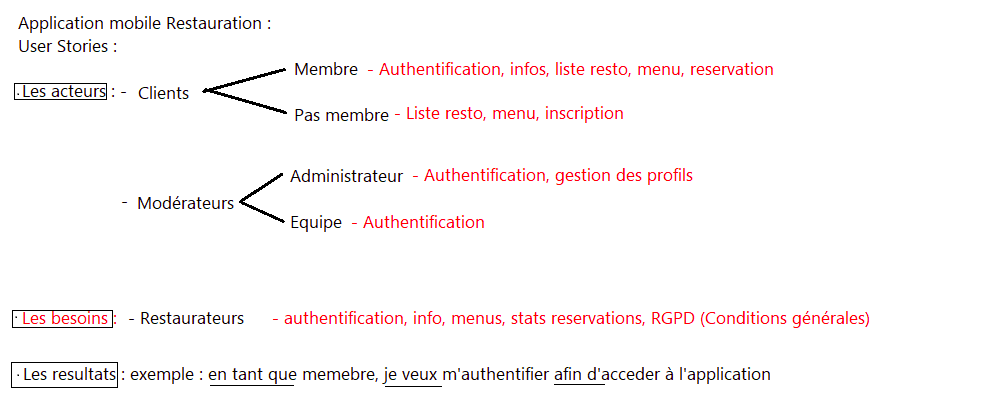 Application mobile Restauration :
User Stories :
Membre - Authentification, infos, liste resto, menu, reservation
. Les acteurs : - Clients
Pas membre - Liste resto, menu, inscription
Administrateur - Authentification, gestion des profils
- Modérateurs
Equipe - Authentification
· Les besoins : - Restaurateurs - authentification, info, menus, stats reservations, RGPD (Conditions générales)
· Les resultats : exemple : en tant que memebre, je veux m'authentifier afin d'acceder à l'application